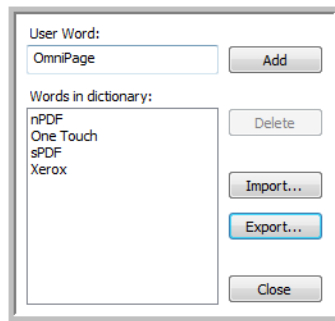 User Word:
OmniPage
Add
Words in dictionary:
nPDF
One Touch
sPDF
Xerox
Delete
Import...
Export...
Close